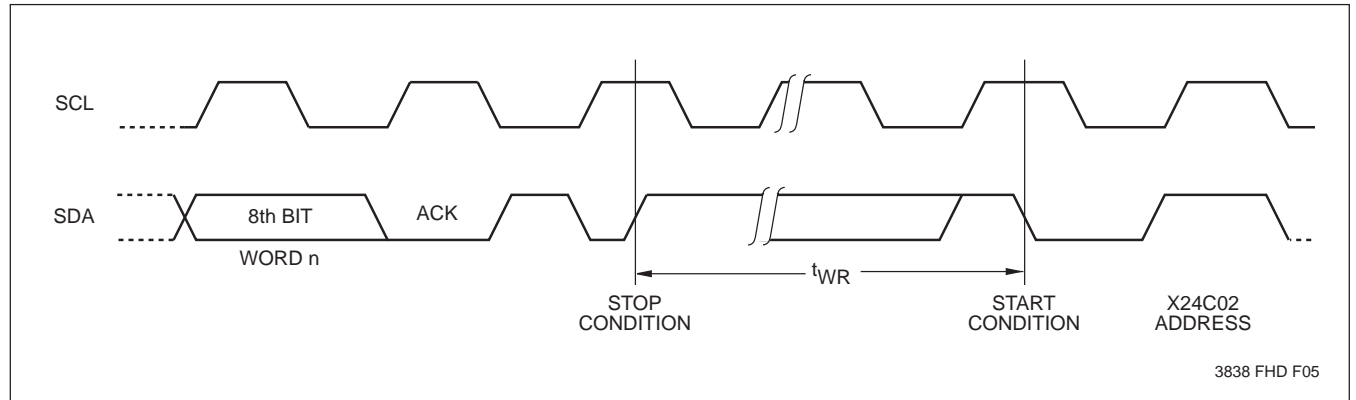 SCL
SDA
8th BIT
ACK
WORD n
tWR
STOP
CONDITION
START
CONDITION
X24C02
ADDRESS
3838 FHD F05